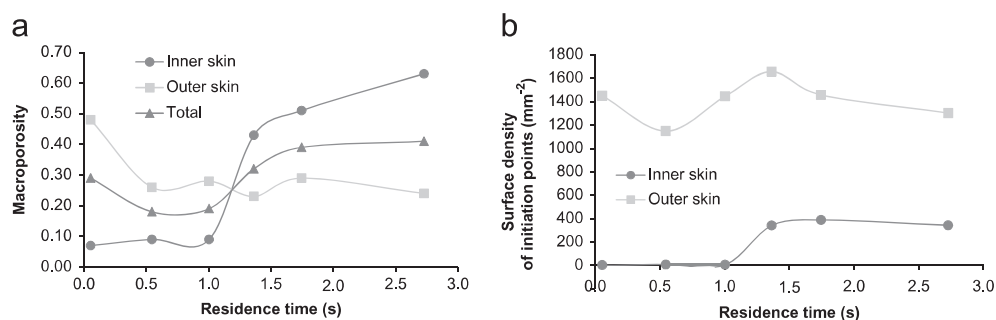 a
0.70
0.60
0.50
0.40
0.30
0.20
0.10
0.00
Macroporosity
Inner skin
Outer skin
Total
0.0 0.5 1.0 1.5 2.0 2.5 3.0
Residence time (s)
b
1800
1600
1400
1200
1000
800
600
400
200
0
Surface density
of initiation points (mm-2)
Inner skin
Outer skin
0.0 0.5 1.0 1.5 2.0 2.5 3.0
Residence time (s)